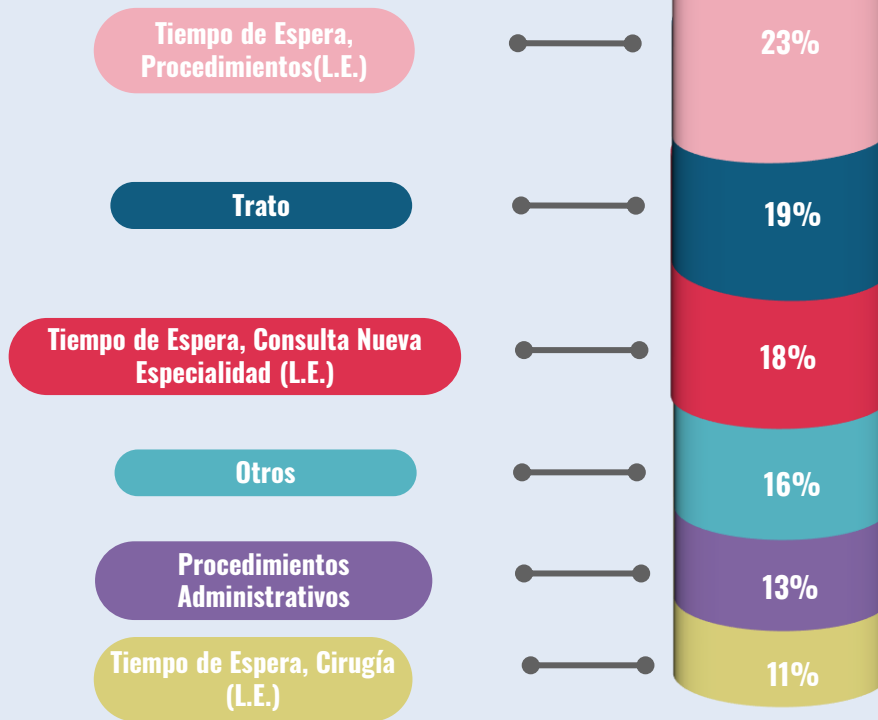 Tiempo de Espera,
Procedimientos(L.E.)
23%
Trato
19%
Tiempo de Espera, Consulta Nueva
Especialidad (L.E.)
18%
Otros
16%
Procedimientos
Administrativos
13%
Tiempo de Espera, Cirugía
(L.E.)
11%